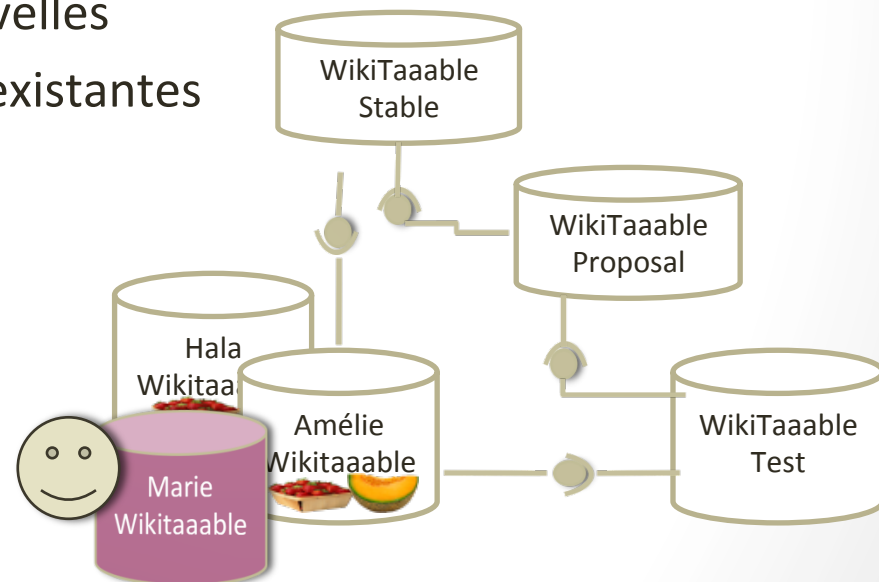 velles
existantes
WikiTaaable
Stable
WikiTaaable
Proposal
Hala
Wikitaa
Amélie
Wikitaaable
WikiTaaable
Test
Marie
Wikitaaable